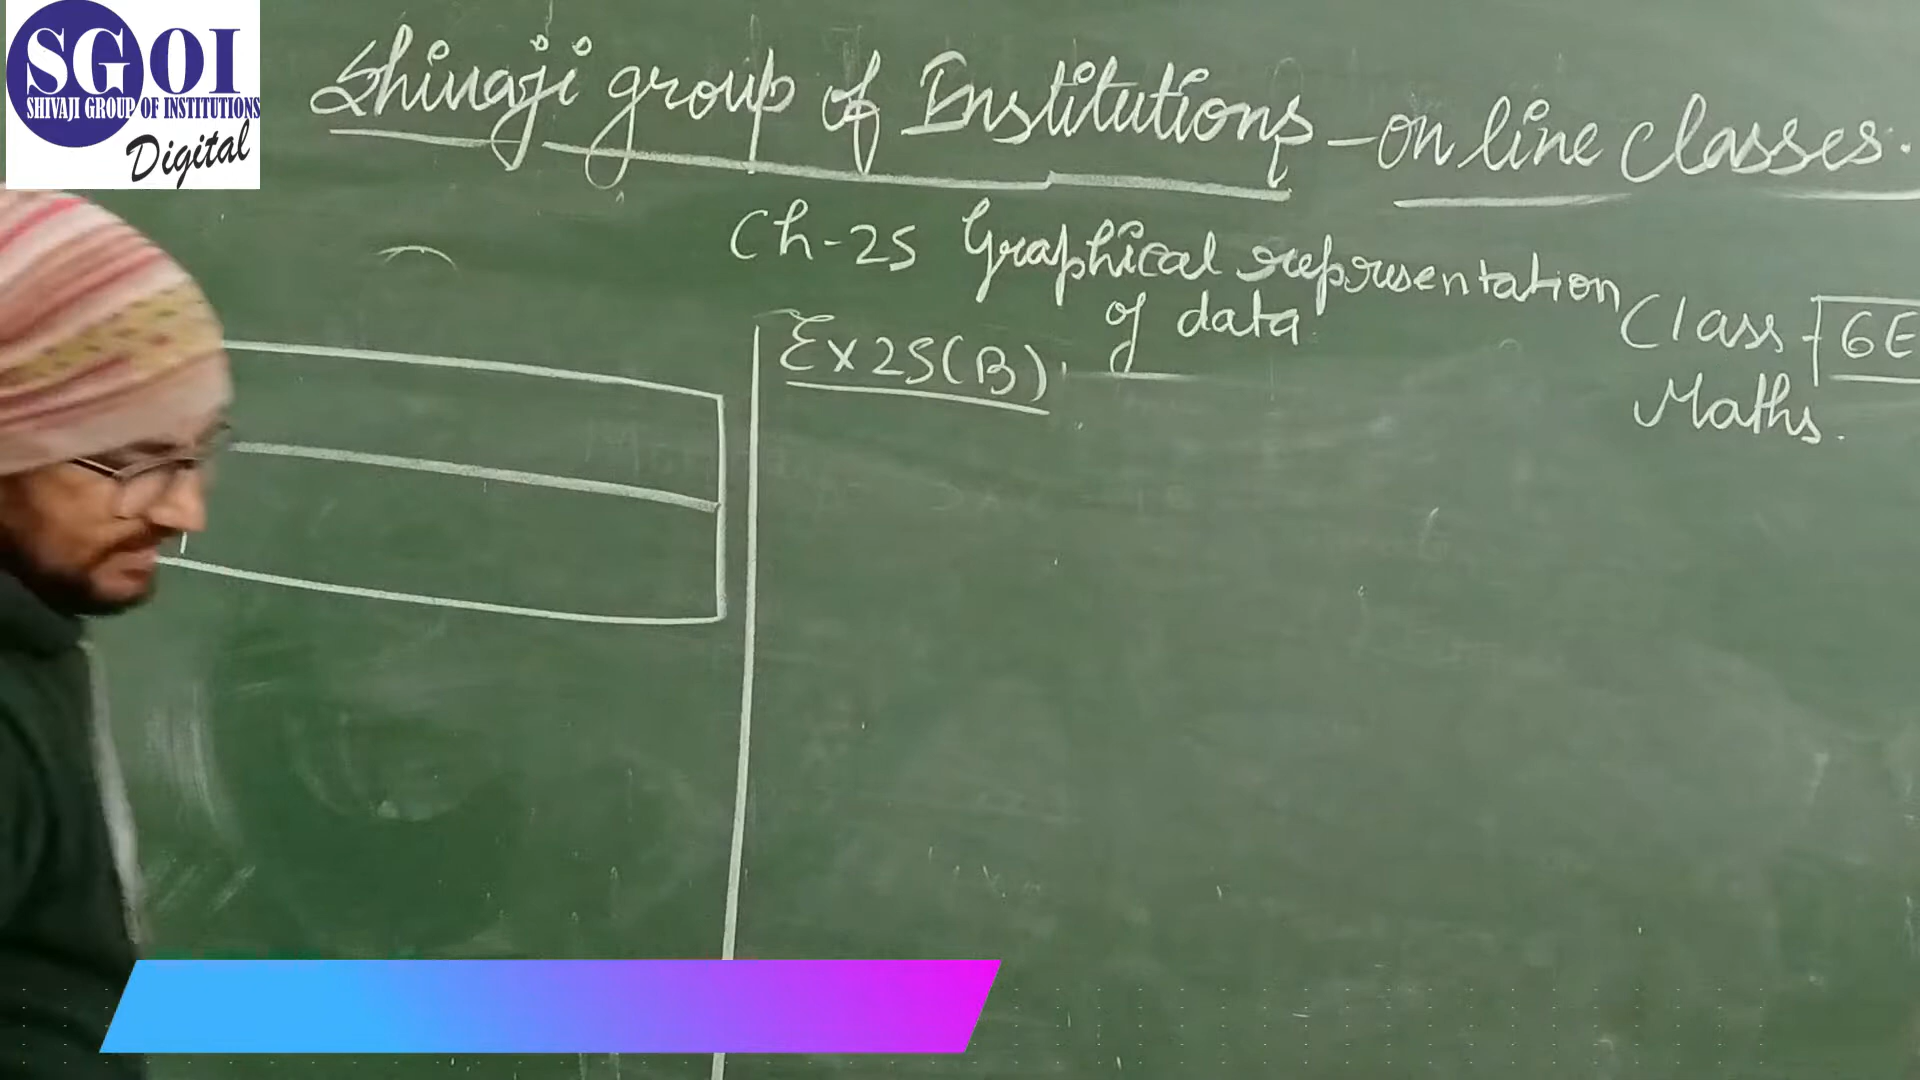 SGOI
SHIVAJI GROUP OF INSTITUTIONS
Digital
Shivaji group of Institutions - on line classes.
Ch-25 Graphical representation
of data
Class - 6E
Maths.
Ex 25(B)